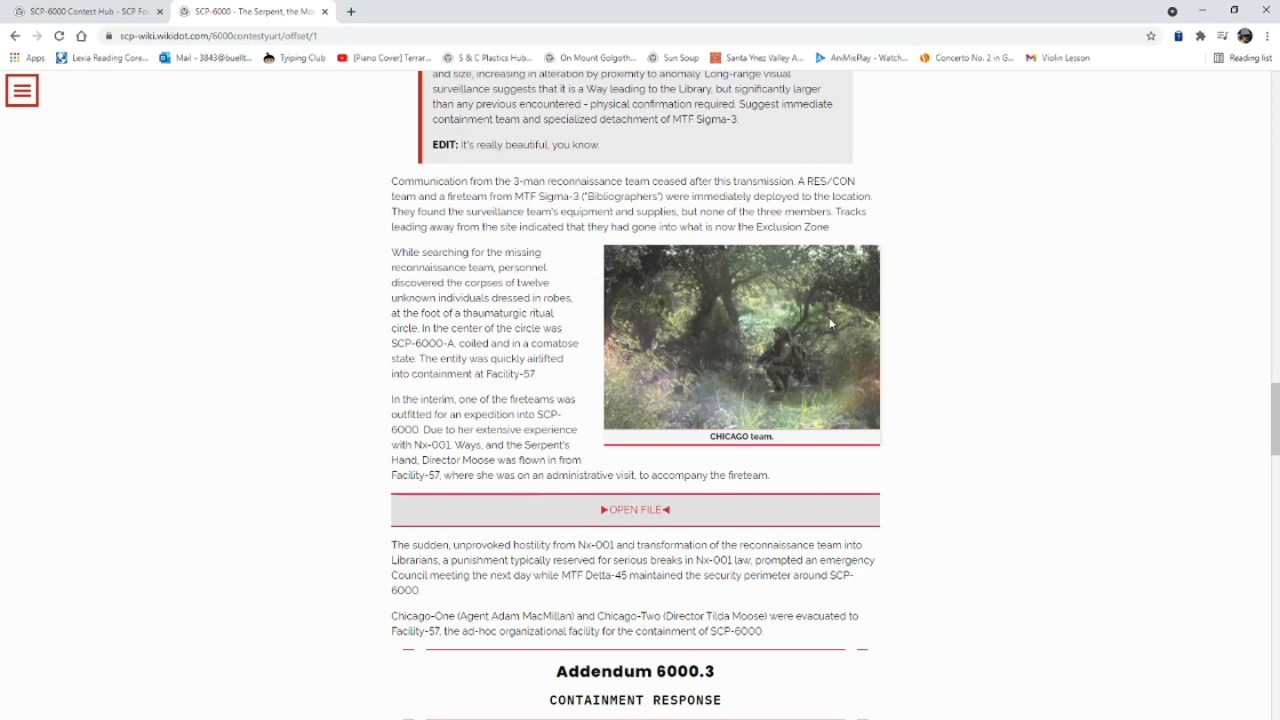 SCP-6000 Contest Hub - SCP Fo
SCP-6000 - The Serpent, the Mo
scp-wiki.wikidot.com/6000contestyurt/offset/1
Apps Lexia Reading Core... Mail - 3843@buellt... Tyiping Club [Piano Cover] Terrar... S & C Plastics Hub... On Mount Golgoth... Sun Soup Santa Ynez Valley A... AniMixPlay - Watch... Concerto No. 2 in G... Violin Lesson Reading list
and size, increasing in alteration by proximity to anomaly. Long-range visual
surveillance suggests that it is a Way leading to the Library, but significantly larger
than any previous encountered - physical confirmation required. Suggest immediate
containment team and specialized detachment of MTF Sigma-3.
EDIT: It's really beautiful, you know.
Communication from the 3-man reconnaissance team ceased after this transmission. A RES/CON
team and a fireteam from MTF Sigma-3 ("Bibliographers") were immediately deployed to the location.
They found the surveillance team's equipment and supplies, but none of the three members. Tracks
leading away from the site indicated that they had gone into what is now the Exclusion Zone.
While searching for the missing
reconnaissance team, personnel
discovered the corpses of twelve
unknown individuals dressed in robes,
at the foot of a thaumaturgic ritual
circle. In the center of the circle was
SCP-6000-A, coiled and in a comatose
state. The entity was quickly airlifted
into containment at Facility-57.
CHICAGO team.
In the interim, one of the fireteams was
outfitted for an expedition into SCP-
6000. Due to her extensive experience
with Nx-001, Ways, and the Serpent's
Hand, Director Moose was flown in from
Facility-57, where she was on an administrative visit, to accompany the fireteam.
▶OPEN FILE◀
The sudden, unprovoked hostility from Nx-001 and transformation of the reconnaissance team into
Librarians, a punishment typically reserved for serious breaks in Nx-001 law, prompted an emergency
Council meeting the next day while MTF Delta-45 maintained the security perimeter around SCP-
6000.
Chicago-One (Agent Adam MacMillan) and Chicago-Two (Director Tilda Moose) were evacuated to
Facility-57, the ad-hoc organizational facility for the containment of SCP-6000.
Addendum 6000.3
CONTAINMENT RESPONSE